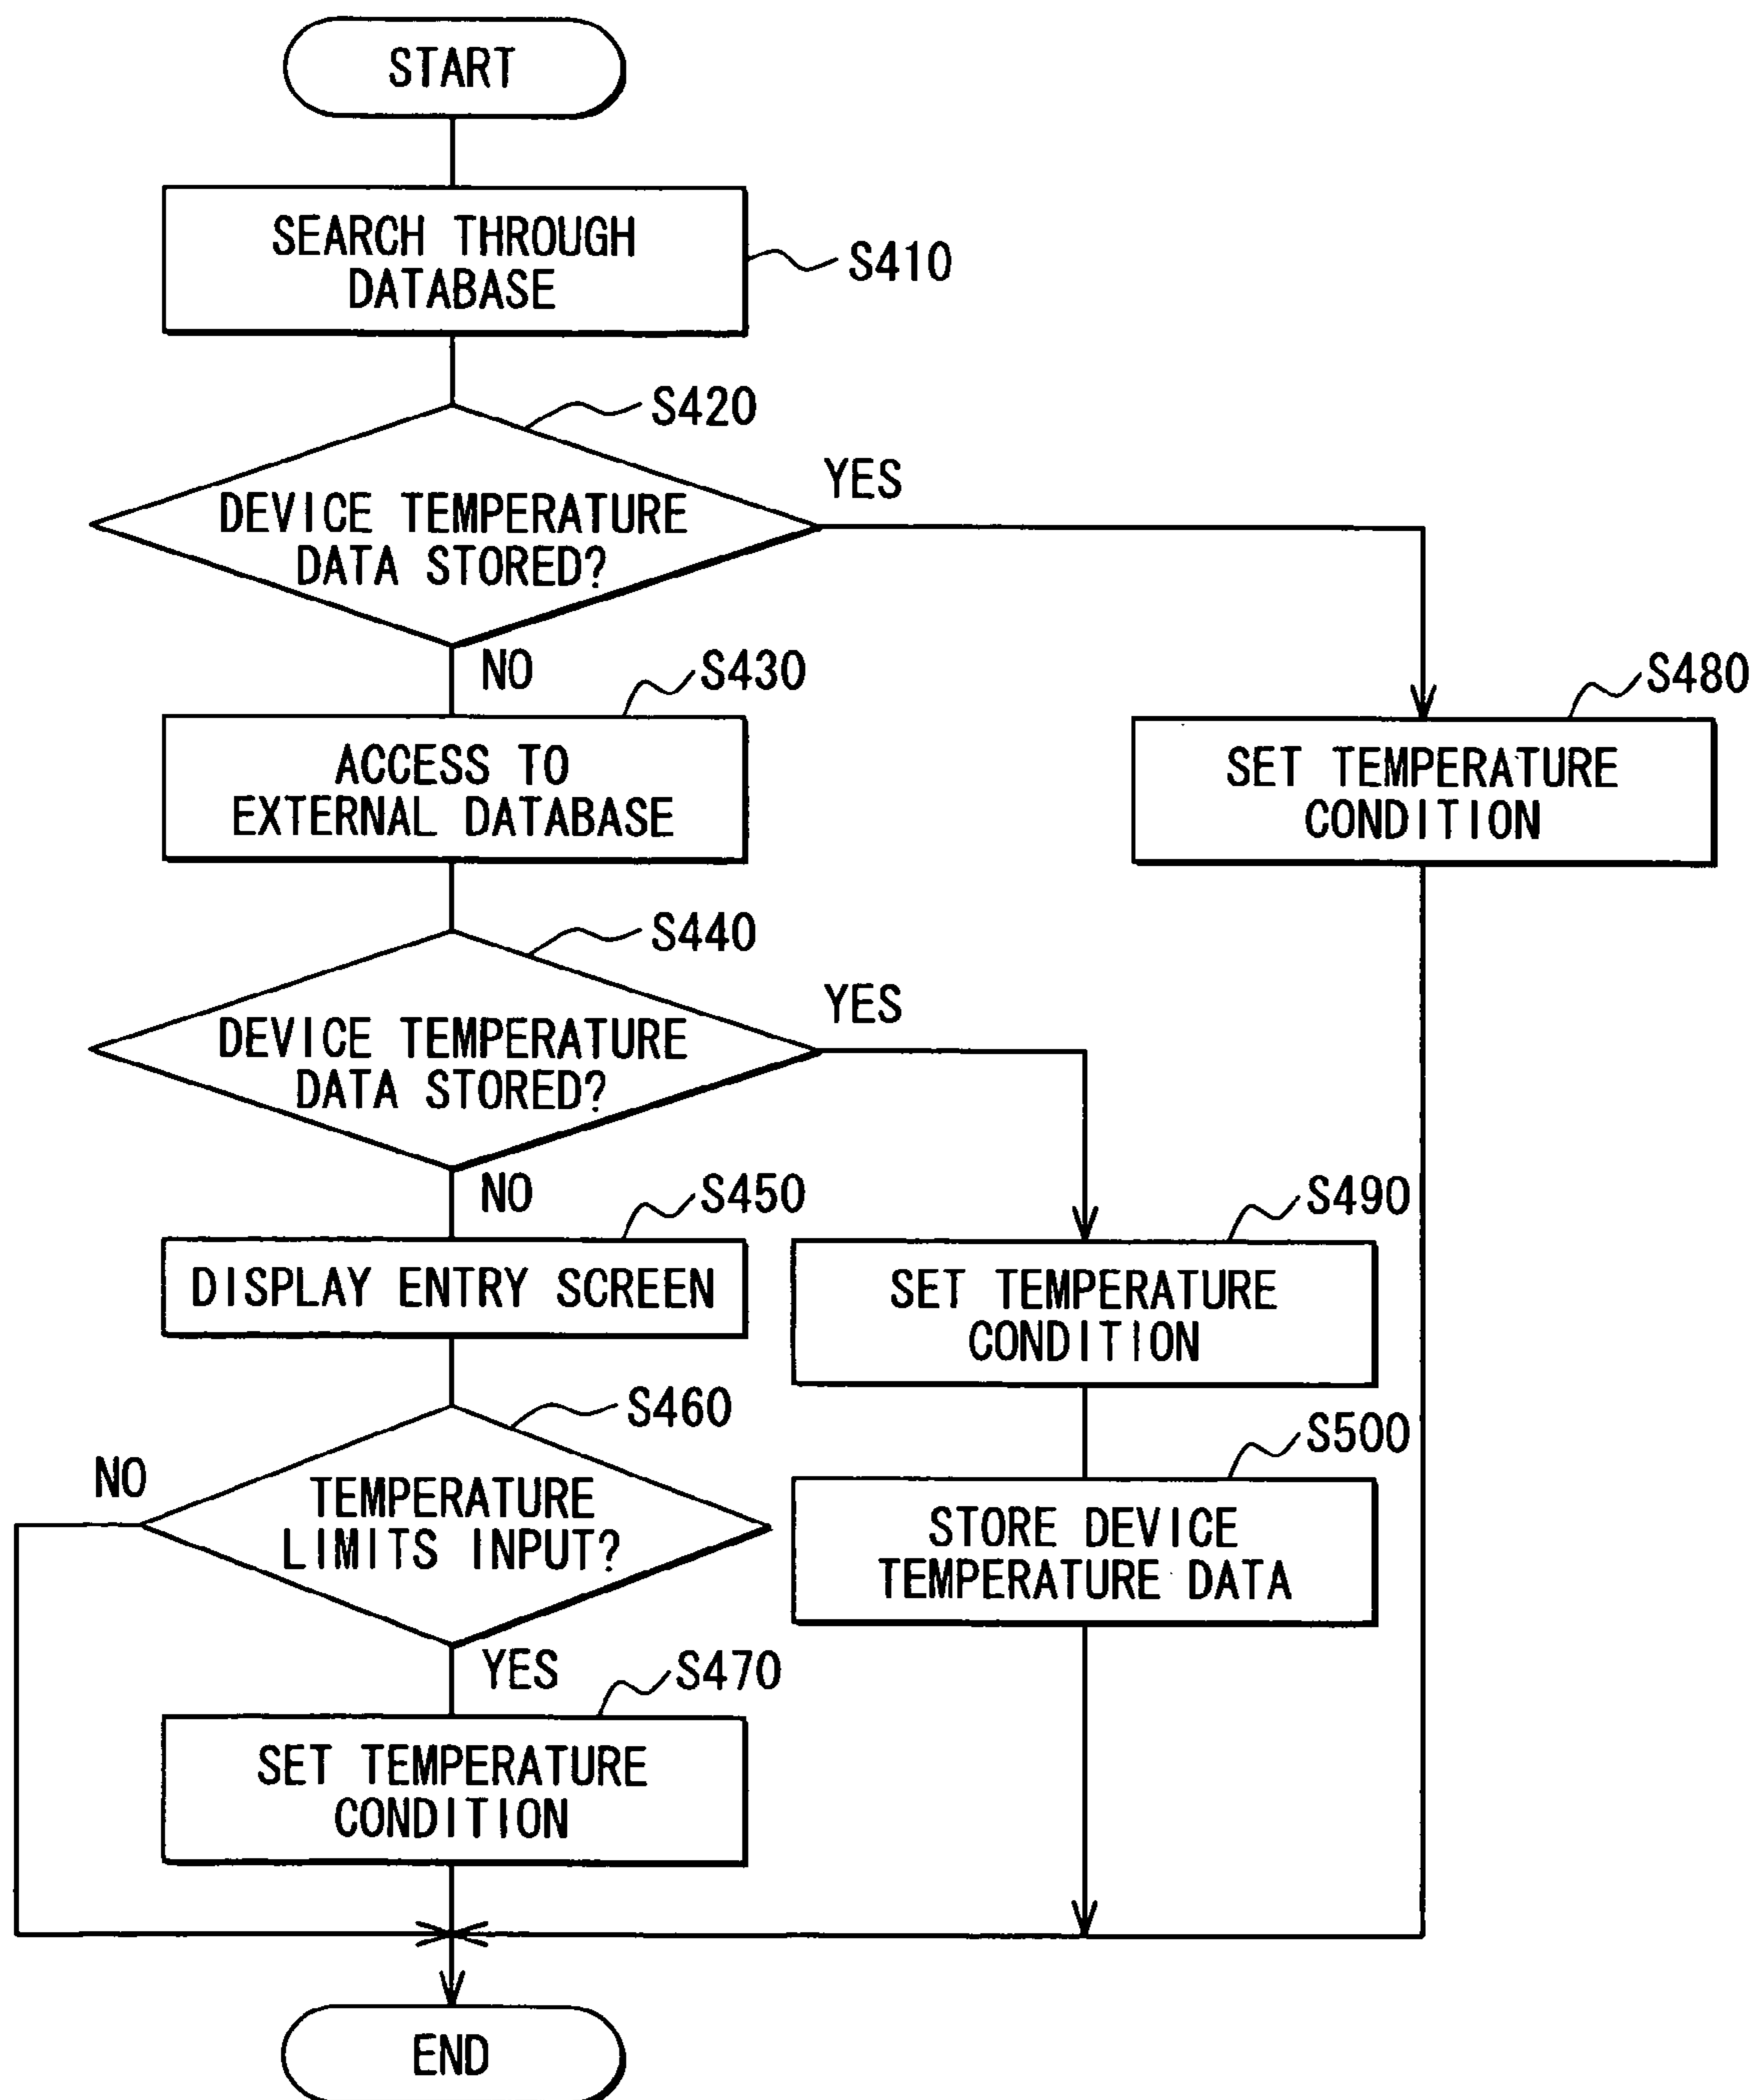 START
SEARCH THROUGH
DATABASE
S410
S420
DEVICE TEMPERATURE
DATA STORED?
YES
NO
S430
ACCESS TO
EXTERNAL DATABASE
S480
SET TEMPERATURE
CONDITION
S440
DEVICE TEMPERATURE
DATA STORED?
YES
NO
S450
DISPLAY ENTRY SCREEN
S490
SET TEMPERATURE
CONDITION
S460
NO
TEMPERATURE
LIMITS INPUT?
YES
S500
STORE DEVICE
TEMPERATURE DATA
S470
SET TEMPERATURE
CONDITION
END